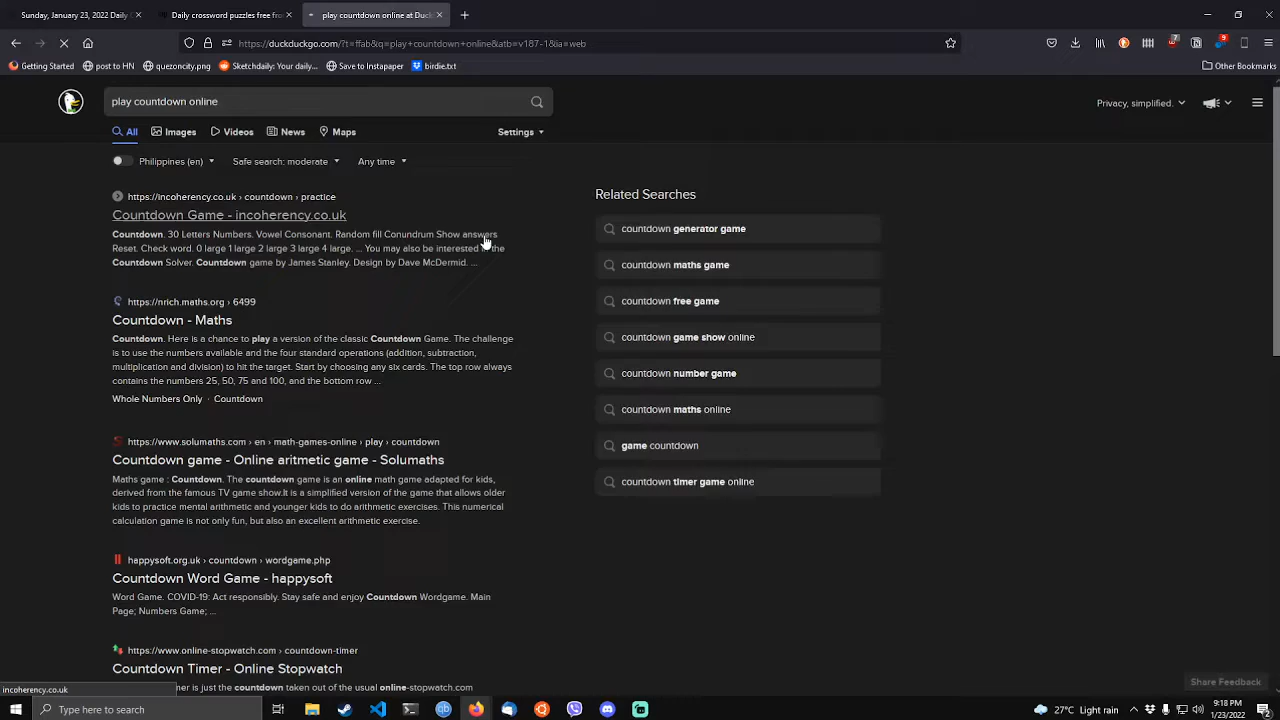 Sunday, January 23, 2022 Daily C
Daily crossword puzzles free fro
play countdown online at Duck
https://duckduckgo.com/?t=ffab&q=play+countdown+online&atb=v187-1&ia=web
7
9
Getting Started
post to HN
quezoncity.png
Sketchdaily: Your daily...
Save to Instapaper
birdie.txt
Other Bookmarks
play countdown online
Privacy, simplified.
All
Images
Videos
News
Maps
Settings
Philippines (en)
Safe search: moderate
Any time
https://incoherency.co.uk › countdown › practice
Countdown Game - incoherency.co.uk
Countdown. 30 Letters Numbers. Vowel Consonant. Random fill Conundrum Show answers
Reset. Check word. 0 large 1 large 2 large 3 large 4 large. ... You may also be interested the
Countdown Solver. Countdown game by James Stanley. Design by Dave McDermid. ...
https://nrich.maths.org › 6499
Countdown - Maths
Countdown. Here is a chance to play a version of the classic Countdown Game. The challenge
is to use the numbers available and the four standard operations (addition, subtraction,
multiplication and division) to hit the target. Start by choosing any six cards. The top row always
contains the numbers 25, 50, 75 and 100, and the bottom row ...
Whole Numbers Only · Countdown
https://www.solumaths.com › en › math-games-online › play › countdown
Countdown game - Online aritmetic game - Solumaths
Maths game : Countdown. The countdown game is an online math game adapted for kids,
derived from the famous TV game show.It is a simplified version of the game that allows older
kids to practice mental arithmetic and younger kids to do arithmetic exercises. This numerical
calculation game is not only fun, but also an excellent arithmetic exercise.
happysoft.org.uk › countdown › wordgame.php
Countdown Word Game - happysoft
Word Game. COVID-19: Act responsibly. Stay safe and enjoy Countdown Wordgame. Main
Page; Numbers Game; ...
https://www.online-stopwatch.com › countdown-timer
Countdown Timer - Online Stopwatch
mer is just the countdown taken out of the usual online-stopwatch.com
Related Searches
countdown generator game
countdown maths game
countdown free game
countdown game show online
countdown number game
countdown maths online
game countdown
countdown timer game online
Share Feedback
incoherency.co.uk
Type here to search
27°C Light rain
9:18 PM
1/23/2022
2